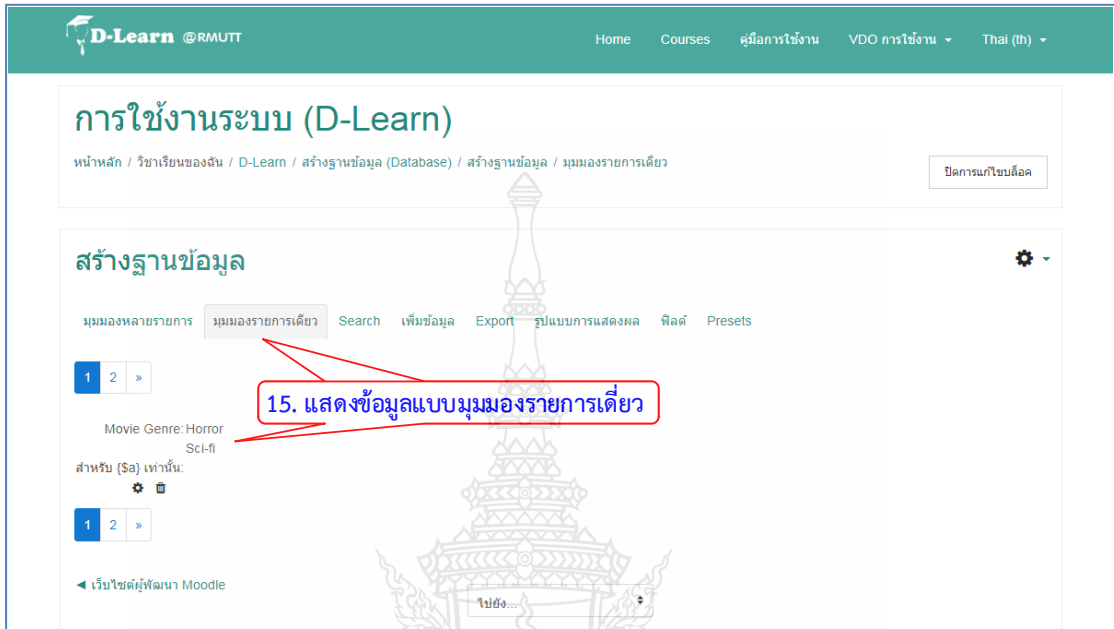 D-Learn @RMUTT
Home Courses คู่มือการใช้งาน VDO การใช้งาน Thai (th)
การใช้งานระบบ (D-Learn)
หน้าหลัก / วิชาเรียนของฉัน / D-Learn / สร้างฐานข้อมูล (Database) / สร้างฐานข้อมูล / มุมมองรายการเดียว
ปิดการแก้ไขบล็อค
สร้างฐานข้อมูล
มุมมองหลายรายการ มุมมองรายการเดียว Search เพิ่มข้อมูล Export รูปแบบการแสดงผล ฟิลด์ Presets
1 2 »
15. แสดงข้อมูลแบบมุมมองรายการเดี่ยว
Movie Genre: Horror
Sci-fi
สำหรับ {$a} เท่านั้น:
1 2 »
◄ เว็บไซต์ผู้พัฒนา Moodle
ไปยัง...